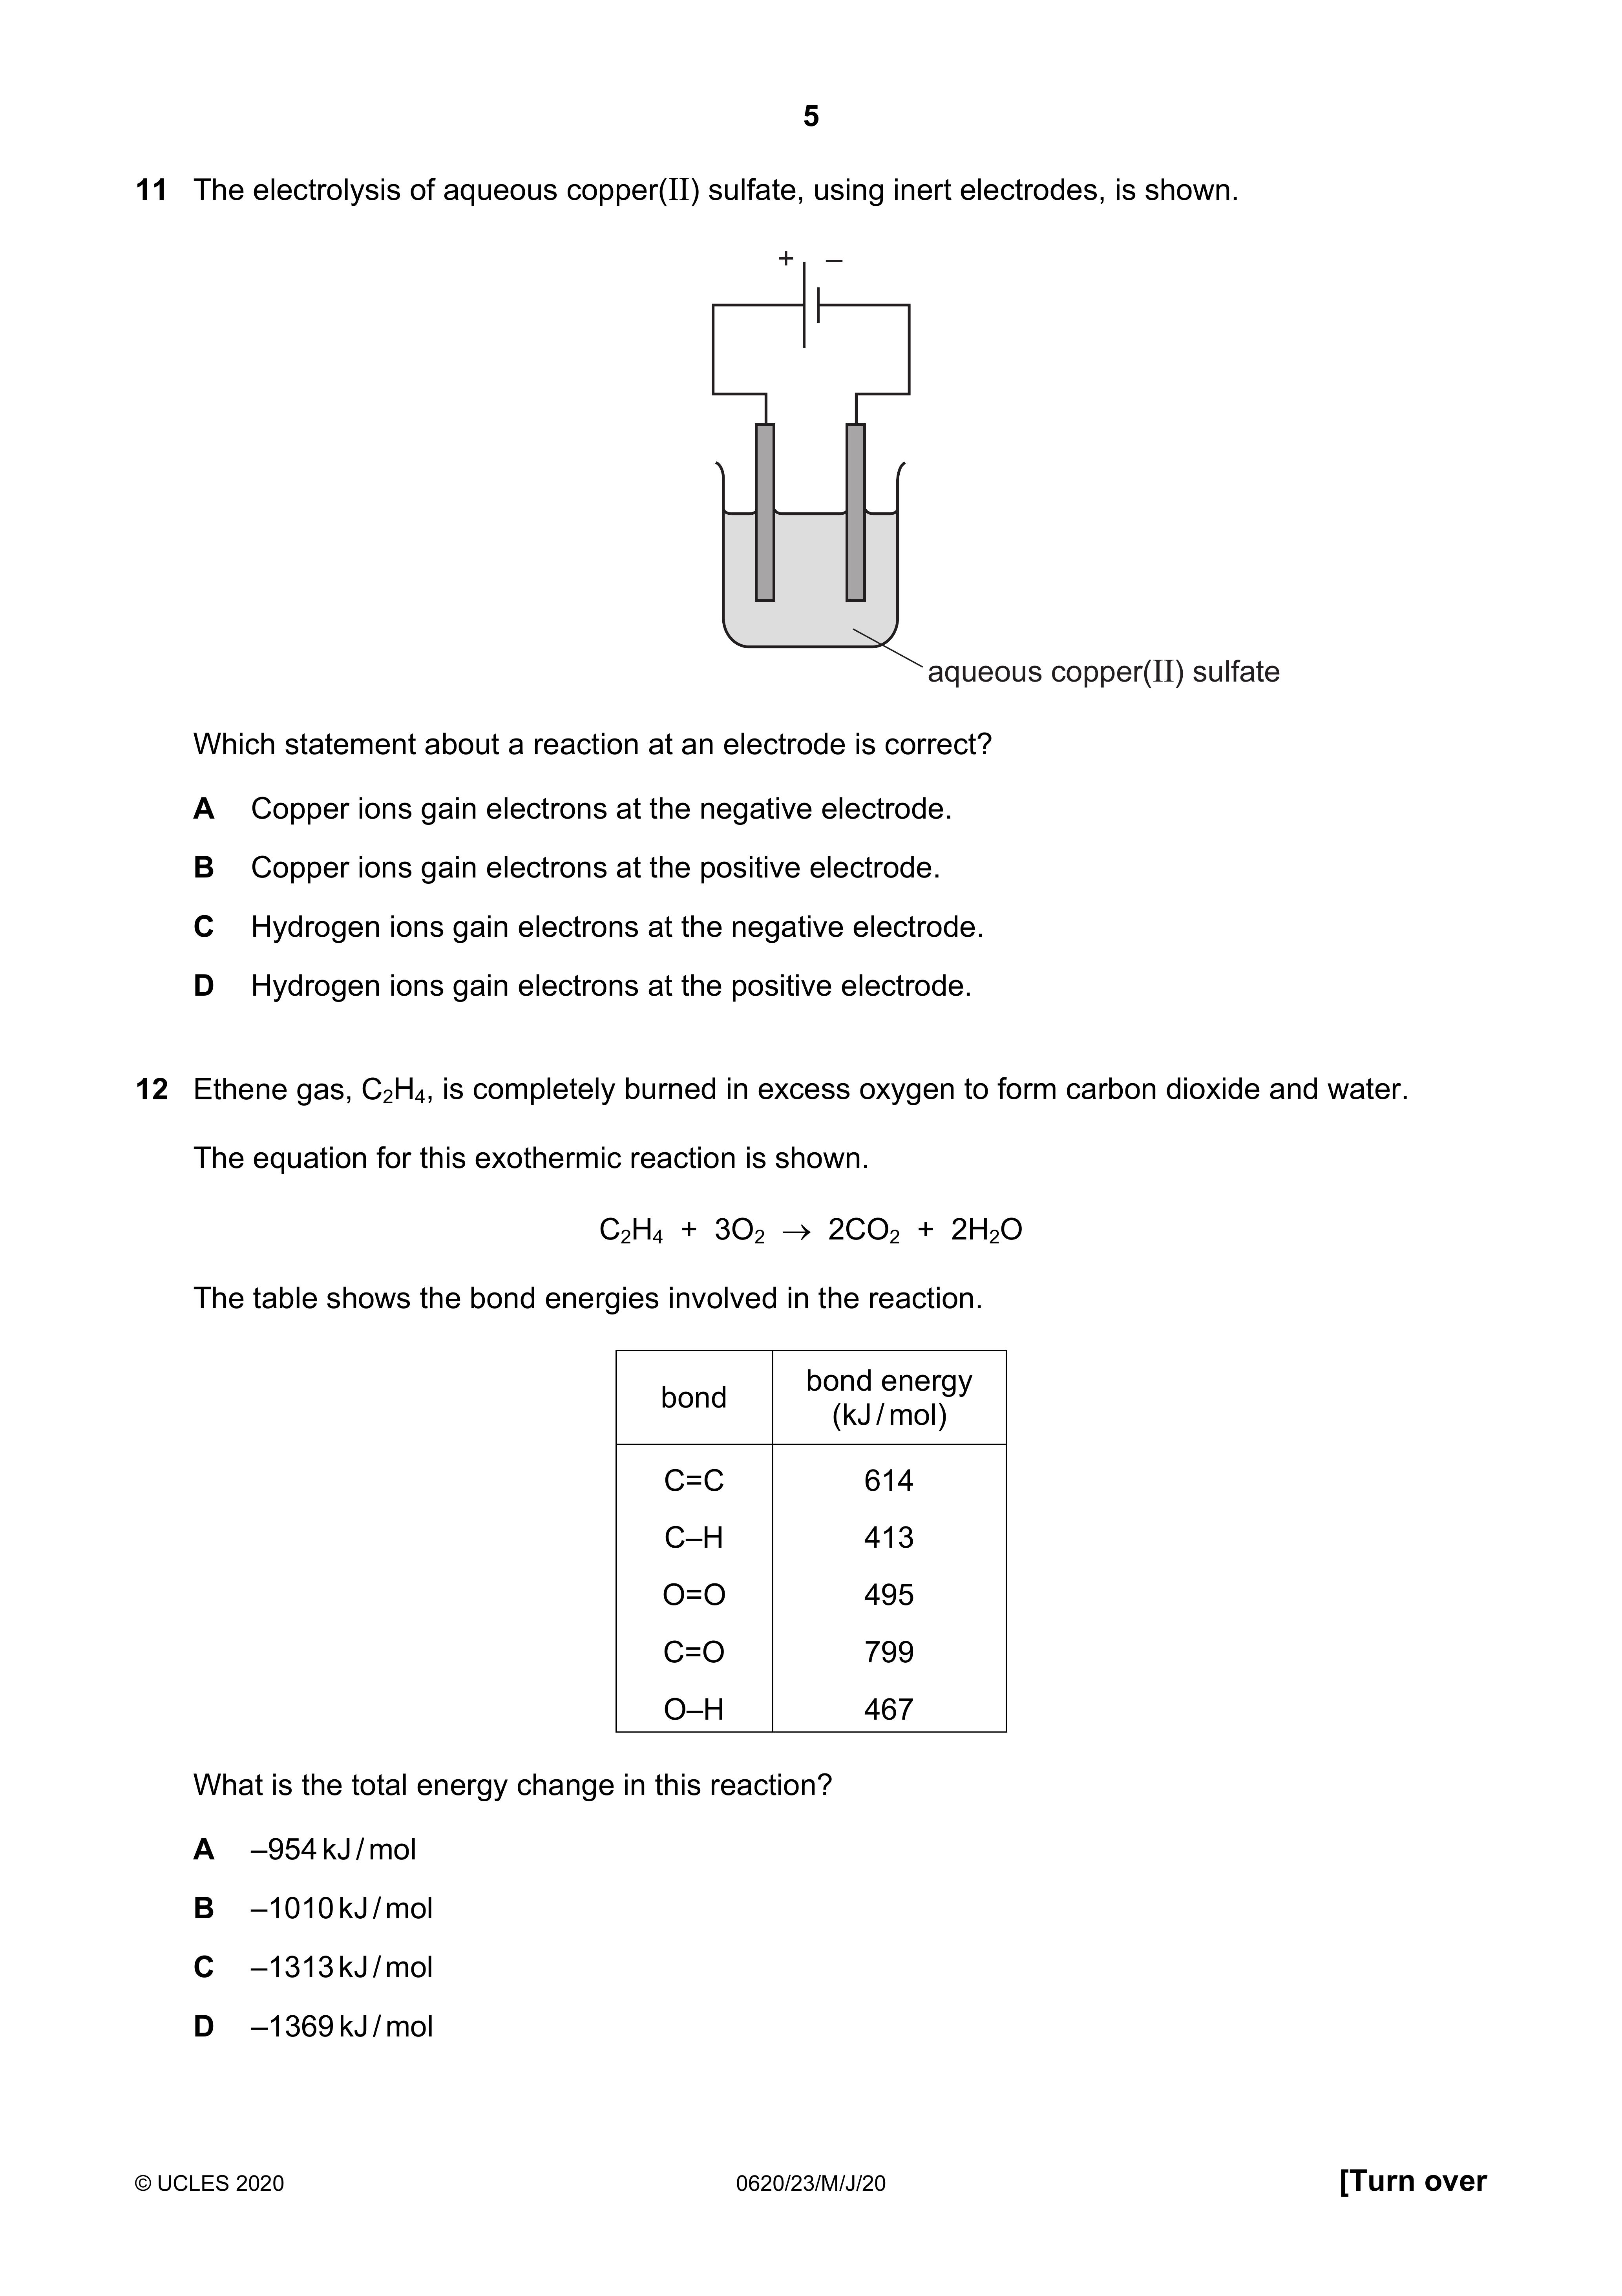 5
11 The electrolysis of aqueous copper(II) sulfate, using inert electrodes, is shown.
+ –
aqueous copper(II) sulfate
Which statement about a reaction at an electrode is correct?
A Copper ions gain electrons at the negative electrode.
B Copper ions gain electrons at the positive electrode.
C Hydrogen ions gain electrons at the negative electrode.
D Hydrogen ions gain electrons at the positive electrode.
12 Ethene gas, C₂H₄, is completely burned in excess oxygen to form carbon dioxide and water.
The equation for this exothermic reaction is shown.
C₂H₄ + 3O₂ → 2CO₂ + 2H₂O
The table shows the bond energies involved in the reaction.
bond bond energy (kJ / mol)
C=C 614
C–H 413
O=O 495
C=O 799
O–H 467
What is the total energy change in this reaction?
A –954 kJ / mol
B –1010 kJ / mol
C –1313 kJ / mol
D –1369 kJ / mol
© UCLES 2020 0620/23/M/J/20 [Turn over